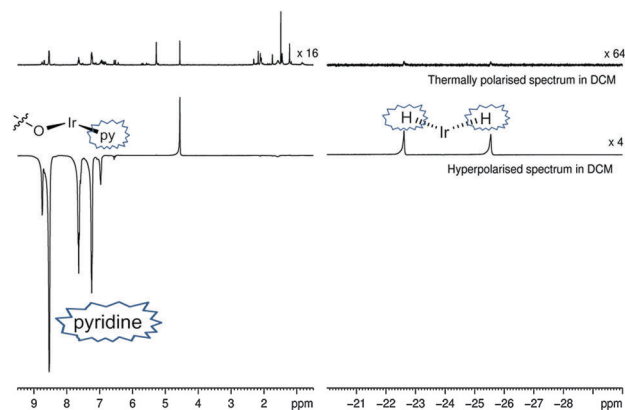 x 16
x 64
Thermally polarised spectrum in DCM
O Ir py
H Ir H
x 4
Hyperpolarised spectrum in DCM
pyridine
9 8 7 6 5 4 3 2 ppm
−21 −22 −23 −24 −25 −26 −27 −28 ppm